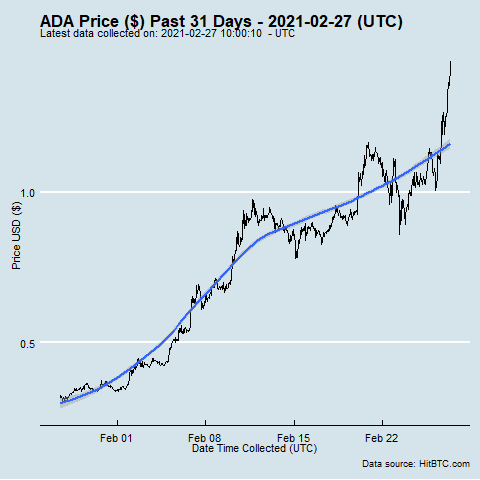 ADA Price ($) Past 31 Days - 2021-02-27 (UTC)
Latest data collected on: 2021-02-27 10:00:10  - UTC
Price USD ($)
1.0
0.5
Feb 01 Feb 08 Feb 15 Feb 22
Date Time Collected (UTC)
Data source: HitBTC.com